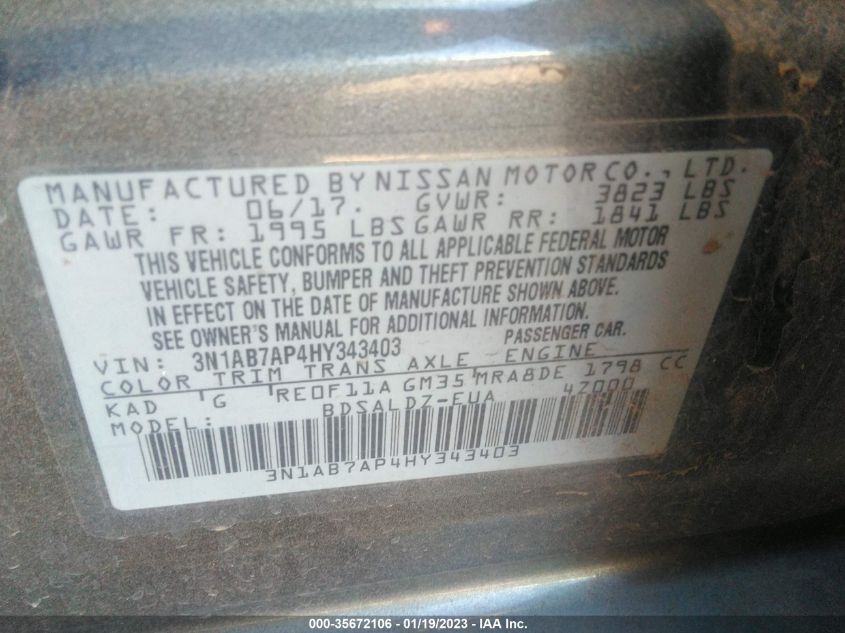 MANUFACTURED BY NISSAN MOTOR CO., LTD.
DATE: 06/17. GVWR: 3823 LBS
GAWR FR: 1995 LBS GAWR RR: 1841 LBS
THIS VEHICLE CONFORMS TO ALL APPLICABLE FEDERAL MOTOR
VEHICLE SAFETY, BUMPER AND THEFT PREVENTION STANDARDS
IN EFFECT ON THE DATE OF MANUFACTURE SHOWN ABOVE.
SEE OWNER'S MANUAL FOR ADDITIONAL INFORMATION.
VIN: 3N1AB7AP4HY343403 PASSENGER CAR.
COLOR TRIM TRANS AXLE ENGINE
KAD G RE0F11A GM35 MRA8DE 1798 CC
MODEL: BDSALDZ-EUA 47000
3N1AB7AP4HY343403
000-35672106 - 01/19/2023 - IAA Inc.